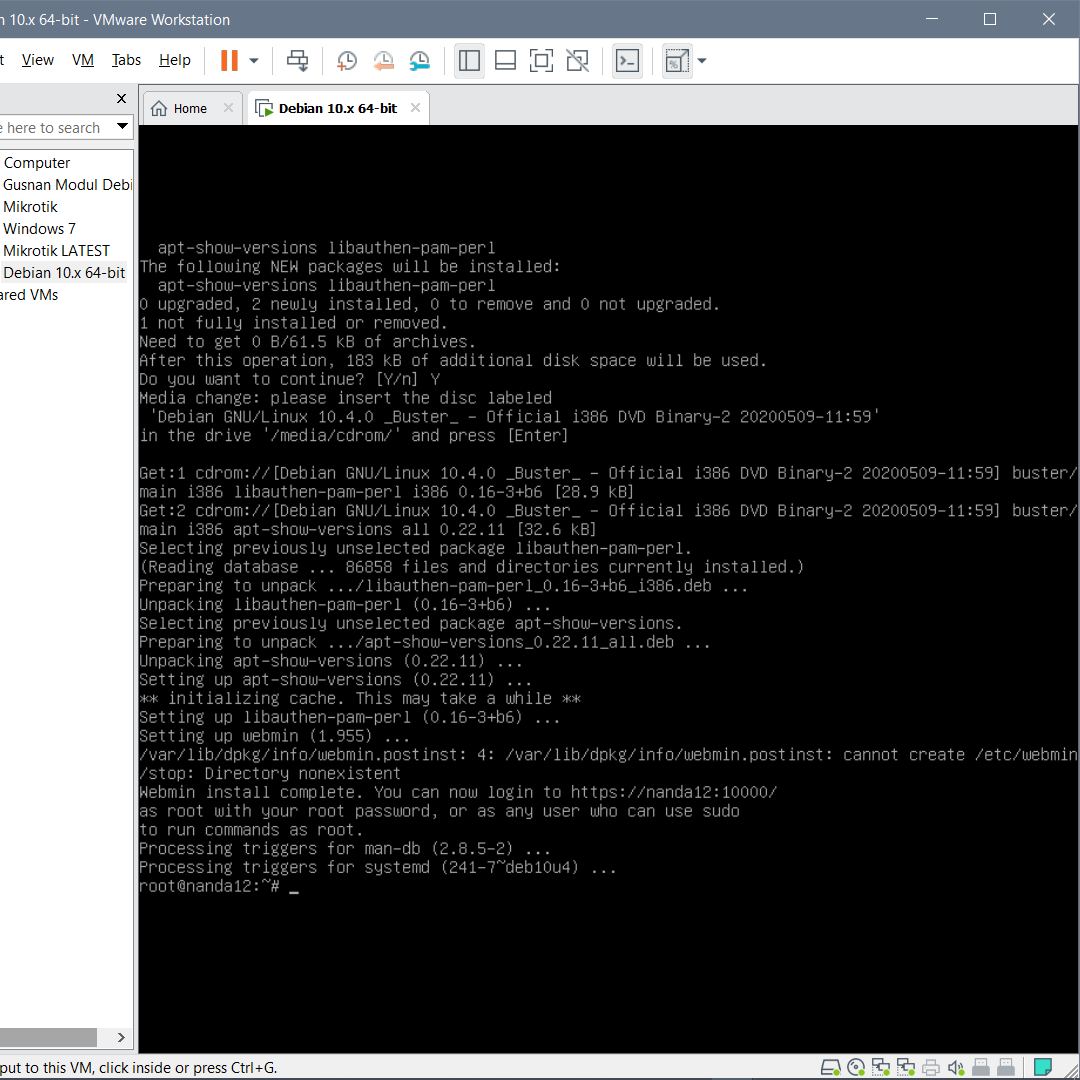 n 10.x 64-bit - VMware Workstation
t View VM Tabs Help
e here to search
Home
Debian 10.x 64-bit
Computer
Gusnan Modul Debi
Mikrotik
Windows 7
Mikrotik LATEST
Debian 10.x 64-bit
ared VMs
apt-show-versions libauthen-pam-perl
The following NEW packages will be installed:
apt-show-versions libauthen-pam-perl
0 upgraded, 2 newly installed, 0 to remove and 0 not upgraded.
1 not fully installed or removed.
Need to get 0 B/61.5 kB of archives.
After this operation, 183 kB of additional disk space will be used.
Do you want to continue? [Y/n] Y
Media change: please insert the disc labeled
'Debian GNU/Linux 10.4.0 _Buster_ - Official i386 DVD Binary-2 20200509-11:59'
in the drive '/media/cdrom/' and press [Enter]
Get:1 cdrom://[Debian GNU/Linux 10.4.0 _Buster_ - Official i386 DVD Binary-2 20200509-11:59] buster/
main i386 libauthen-pam-perl i386 0.16-3+b6 [28.9 kB]
Get:2 cdrom://[Debian GNU/Linux 10.4.0 _Buster_ - Official i386 DVD Binary-2 20200509-11:59] buster/
main i386 apt-show-versions all 0.22.11 [32.6 kB]
Selecting previously unselected package libauthen-pam-perl.
(Reading database ... 86858 files and directories currently installed.)
Preparing to unpack .../libauthen-pam-perl_0.16-3+b6_i386.deb ...
Unpacking libauthen-pam-perl (0.16-3+b6) ...
Selecting previously unselected package apt-show-versions.
Preparing to unpack .../apt-show-versions_0.22.11_all.deb ...
Unpacking apt-show-versions (0.22.11) ...
Setting up apt-show-versions (0.22.11) ...
** initializing cache. This may take a while **
Setting up libauthen-pam-perl (0.16-3+b6) ...
Setting up webmin (1.955) ...
/var/lib/dpkg/info/webmin.postinst: 4: /var/lib/dpkg/info/webmin.postinst: cannot create /etc/webmin
/stop: Directory nonexistent
Webmin install complete. You can now login to https://nanda12:10000/
as root with your root password, or as any user who can use sudo
to run commands as root.
Processing triggers for man-db (2.8.5-2) ...
Processing triggers for systemd (241-7~deb10u4) ...
root@nanda12:~# _
put to this VM, click inside or press Ctrl+G.